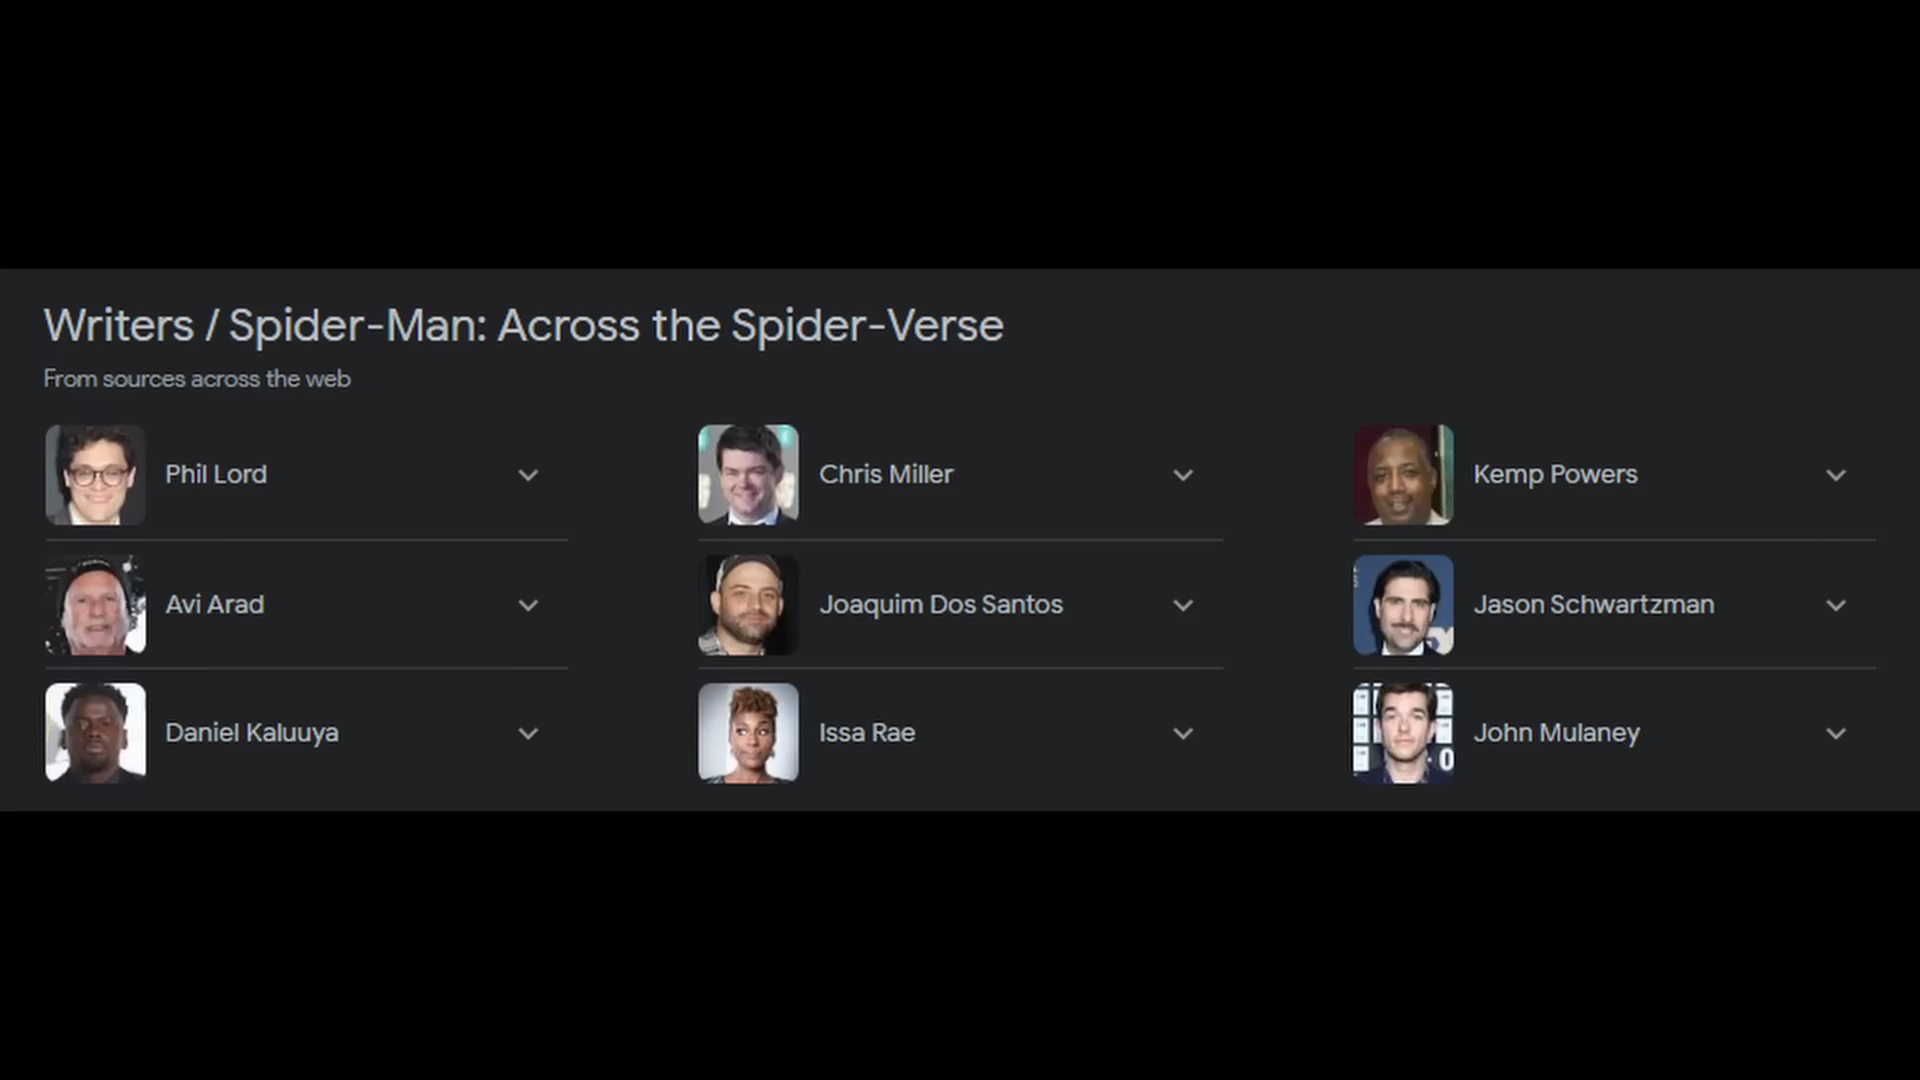 Writers / Spider-Man: Across the Spider-Verse
From sources across the web
Phil Lord
Chris Miller
Kemp Powers
Avi Arad
Joaquim Dos Santos
Jason Schwartzman
Daniel Kaluuya
Issa Rae
John Mulaney